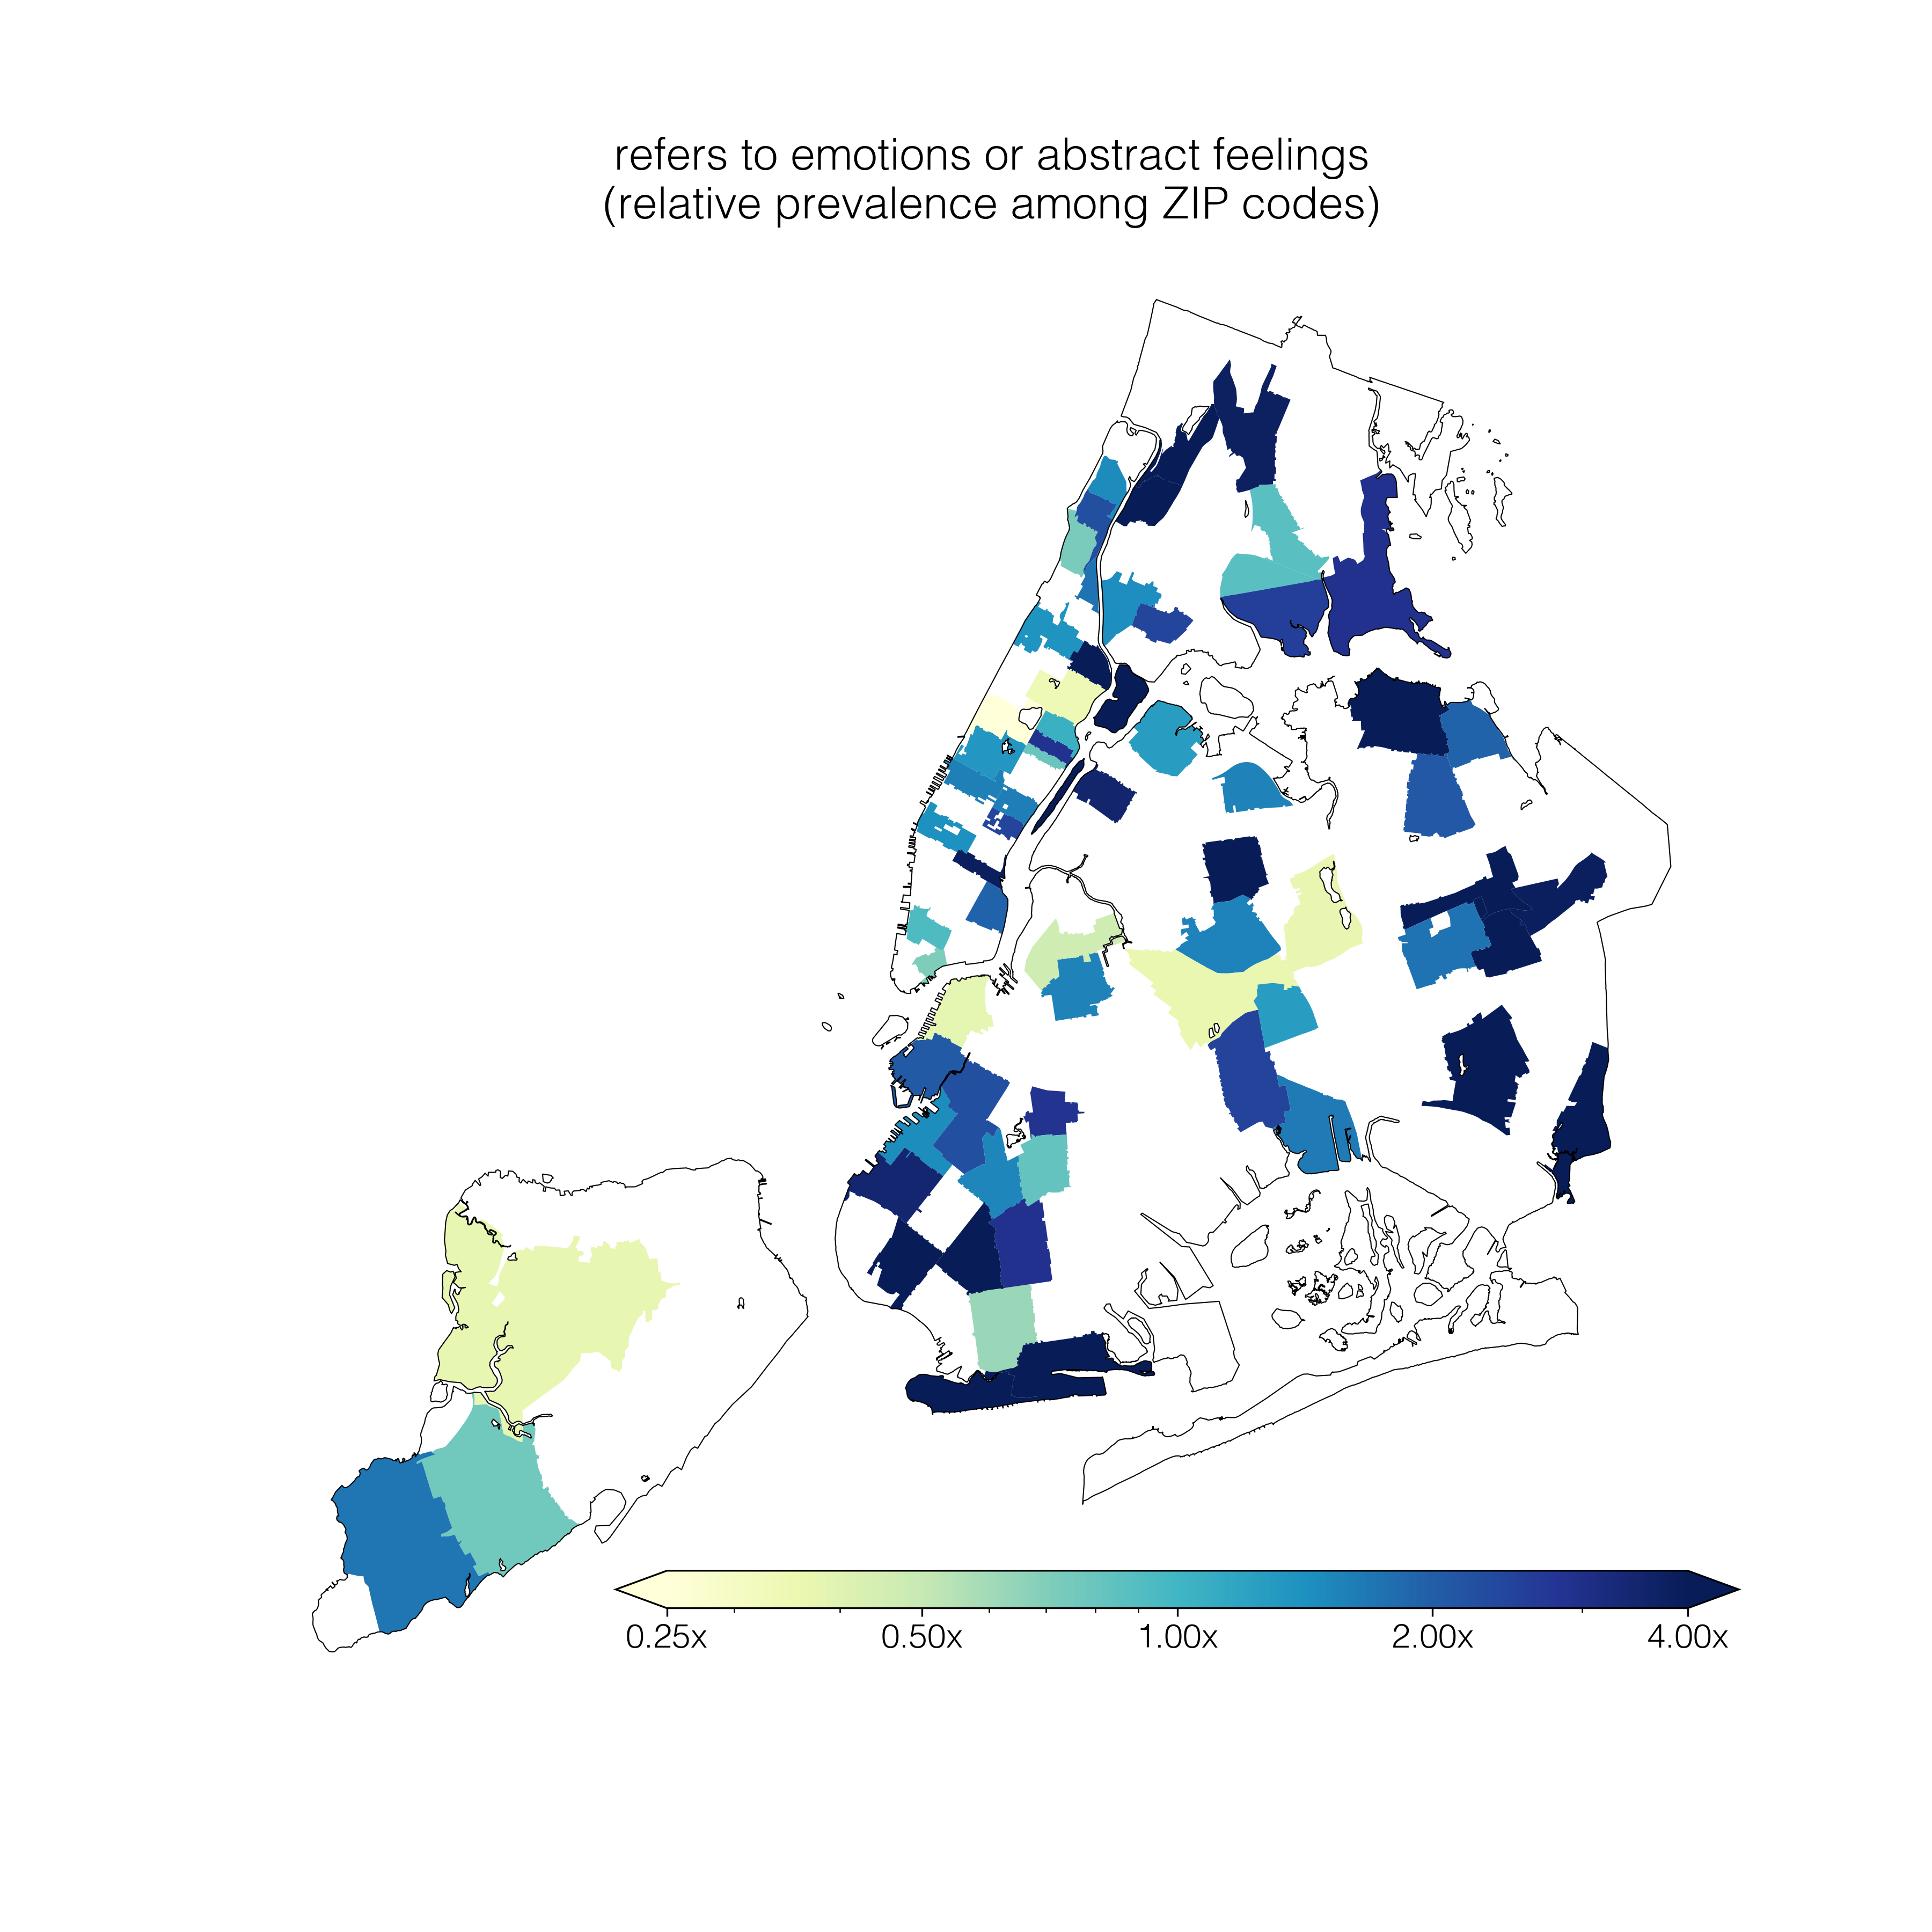 refers to emotions or abstract feelings
(relative prevalence among ZIP codes)
0.25x 0.50x 1.00x 2.00x 4.00x